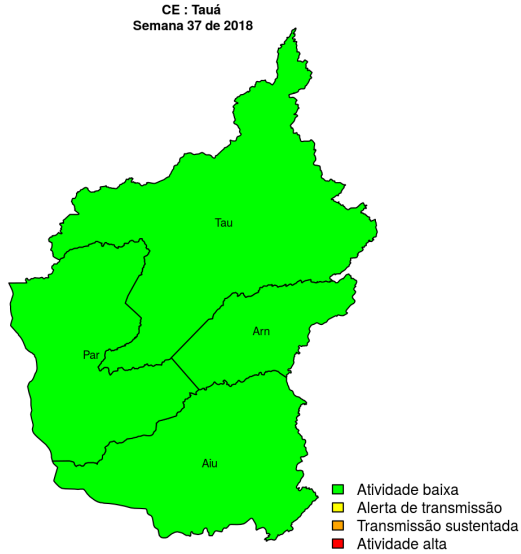 CE : Tauá
Semana 37 de 2018
Tau
Arn
Par
Aiu
Atividade baixa
Alerta de transmissão
Transmissão sustentada
Atividade alta